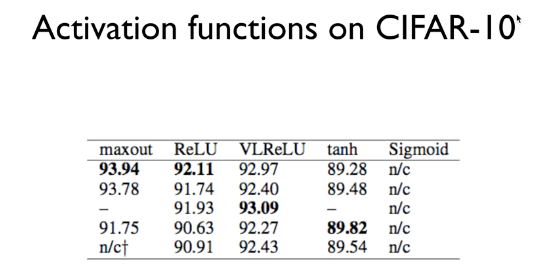 Activation functions on CIFAR-10
maxout ReLU VLReLU tanh Sigmoid
93.94 92.11 92.97 89.28 n/c
93.78 91.74 92.40 89.48 n/c
– 91.93 93.09 – n/c
91.75 90.63 92.27 89.82 n/c
n/c† 90.91 92.43 89.54 n/c